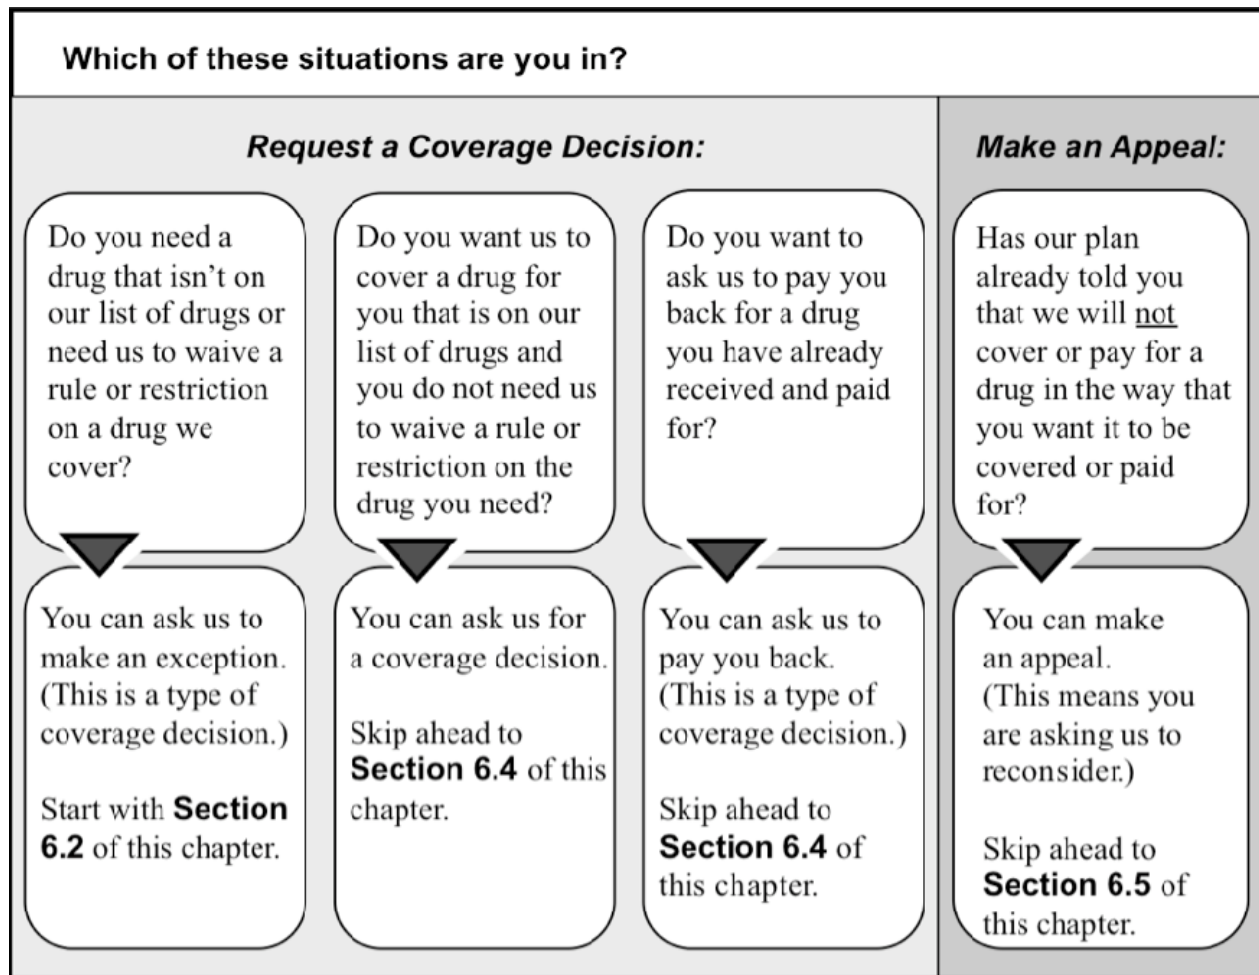 Which of these situations are you in?
Request a Coverage Decision:
Do you need a
drug that isn't on
our list of drugs or
need us to waive a
rule or restriction
on a drug we
cover?
You can ask us to
make an exception.
(This is a type of
coverage decision.)
Start with Section
6.2 of this chapter.
Do you want us to
cover a drug for
you that is on our
list of drugs and
you do not need us
to waive a rule or
restriction on the
drug you need?
You can ask us for
a coverage decision.
Skip ahead to
Section 6.4 of this
chapter.
Do you want to
ask us to pay you
back for a drug
you have already
received and paid
for?
You can ask us to
pay you back.
(This is a type of
coverage decision.)
Skip ahead to
Section 6.4 of
this chapter.
Make an Appeal:
Has our plan
already told you
that we will not
cover or pay for a
drug in the way that
you want it to be
covered or paid
for?
You can make
an appeal.
(This means you
are asking us to
reconsider.)
Skip ahead to
Section 6.5 of
this chapter.